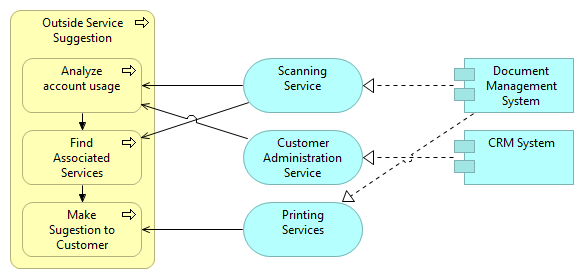 Outside Service
Suggestion
Analyze
account usage
Find
Associated
Services
Make
Sugestion to
Customer
Scanning
Service
Customer
Administration
Service
Printing
Services
Document
Management
System
CRM System